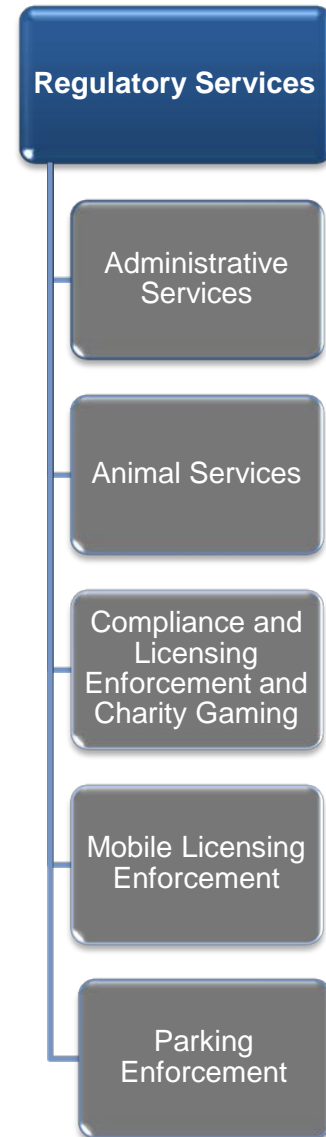 Regulatory Services
Administrative
Services
Animal Services
Compliance and
Licensing
Enforcement and
Charity Gaming
Mobile Licensing
Enforcement
Parking
Enforcement